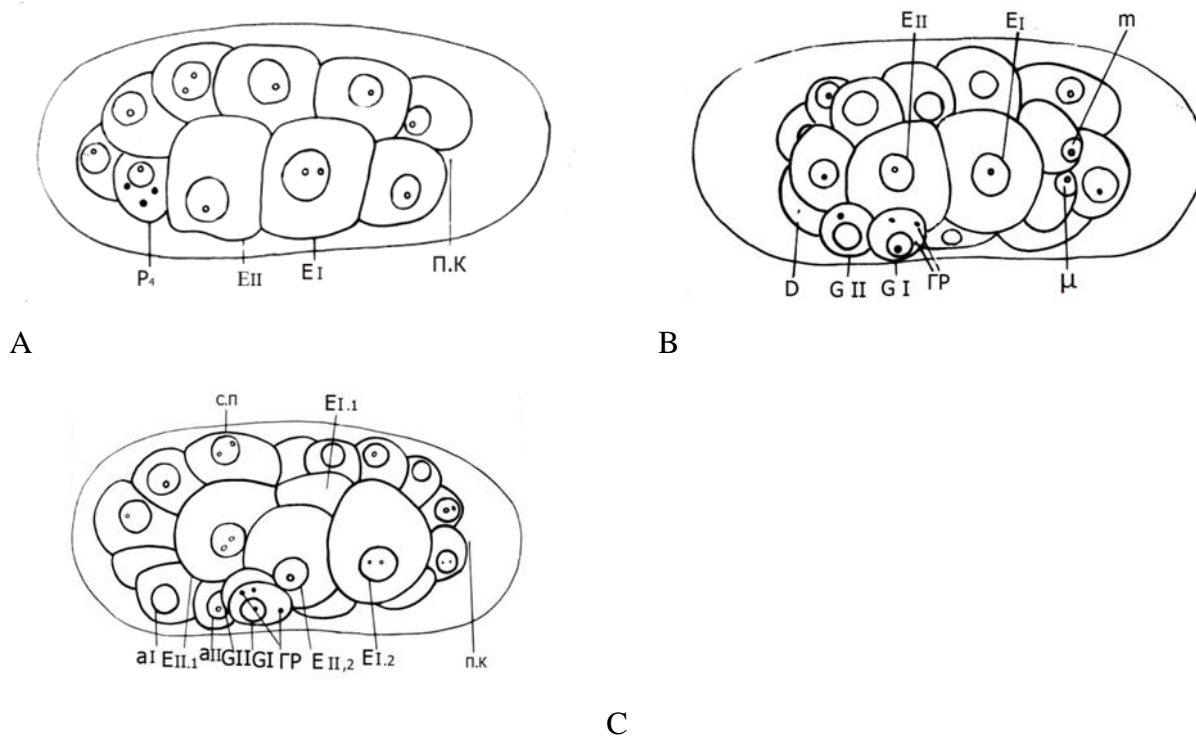 P₄ EII EI П.К
A
EII EI m
D G II G I ГР μ
B
с.п EI.1
aI EII.1 aII GII GI ГР EII,2 EI.2 п.к
C